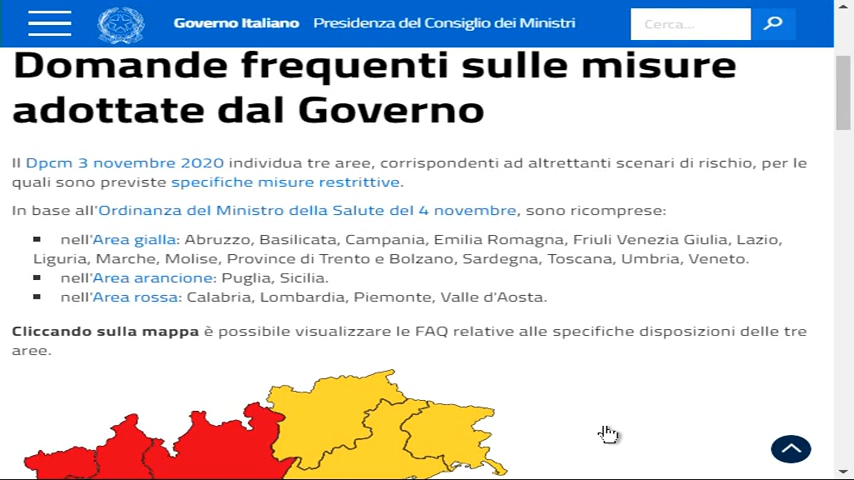 Governo Italiano Presidenza del Consiglio dei Ministri Cerca...
Domande frequenti sulle misure
adottate dal Governo
Il Dpcm 3 novembre 2020 individua tre aree, corrispondenti ad altrettanti scenari di rischio, per le
quali sono previste specifiche misure restrittive.
In base all'Ordinanza del Ministro della Salute del 4 novembre, sono ricomprese:
nell'Area gialla: Abruzzo, Basilicata, Campania, Emilia Romagna, Friuli Venezia Giulia, Lazio,
Liguria, Marche, Molise, Province di Trento e Bolzano, Sardegna, Toscana, Umbria, Veneto.
nell'Area arancione: Puglia, Sicilia.
nell'Area rossa: Calabria, Lombardia, Piemonte, Valle d'Aosta.
Cliccando sulla mappa è possibile visualizzare le FAQ relative alle specifiche disposizioni delle tre
aree.